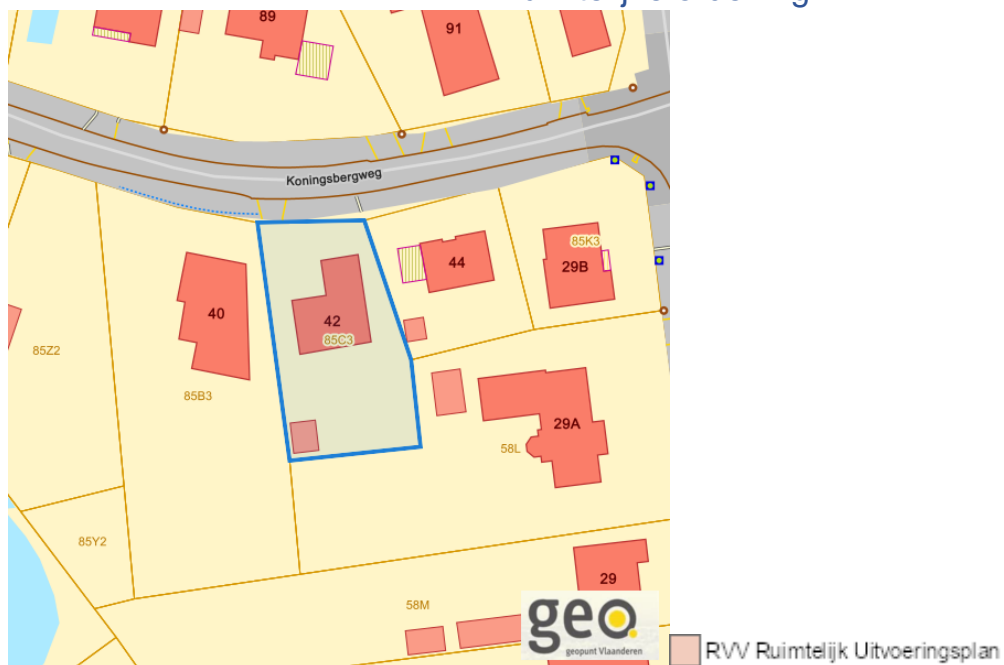 89
91
Koningsbergweg
44
85K3
29B
40
42
85C3
85Z2
85B3
29A
58L
85Y2
29
58M
geo
geopunt Vlaanderen
RVV Ruimtelijk Uitvoeringsplan